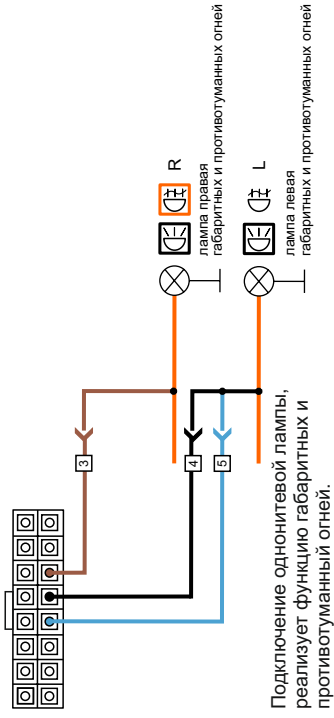 3
4
5
R
лампа правая
габаритных и противотуманных огней
L
лампа левая
габаритных и противотуманных огней
Подключение однонитевой лампы,
реализует функцию габаритных и
противотуманный огней.